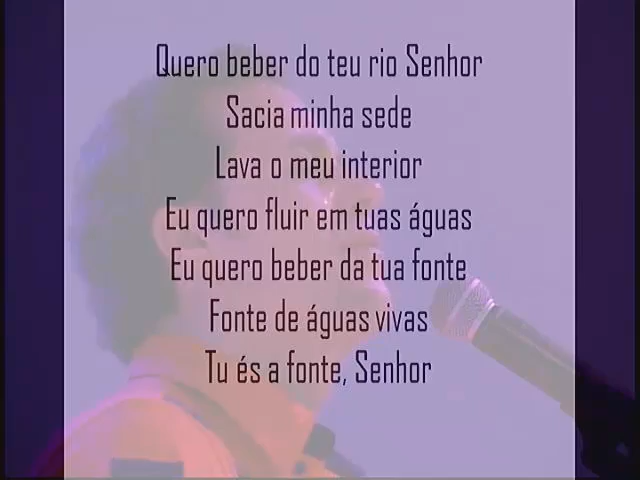 Quero beber do teu rio Senhor
Sacia minha sede
Lava o meu interior
Eu quero fluir em tuas águas
Eu quero beber da tua fonte
Fonte de águas vivas
Tu és a fonte, Senhor